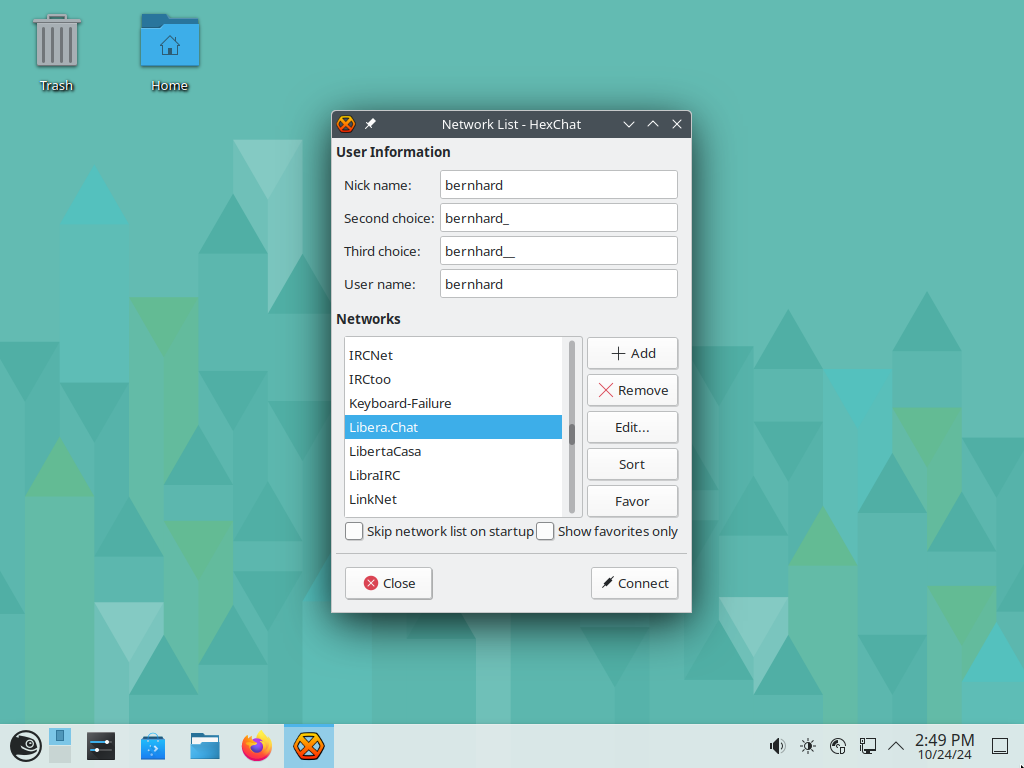 Trash
Home
Network List - HexChat
User Information
Nick name:
bernhard
Second choice:
bernhard_
Third choice:
bernhard__
User name:
bernhard
Networks
IRCNet
IRCtoo
Keyboard-Failure
Libera.Chat
LibertaCasa
LibraIRC
LinkNet
Add
Remove
Edit...
Sort
Favor
Skip network list on startup
Show favorites only
Close
Connect
2:49 PM
10/24/24